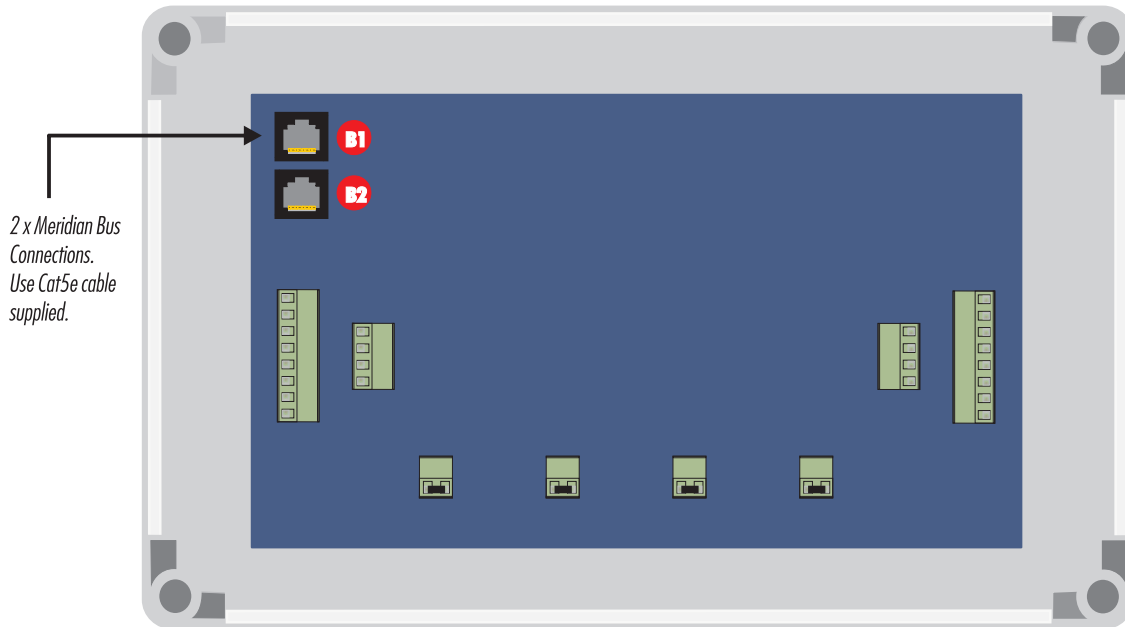 B1
B2
2 x Meridian Bus
Connections.
Use Cat5e cable
supplied.